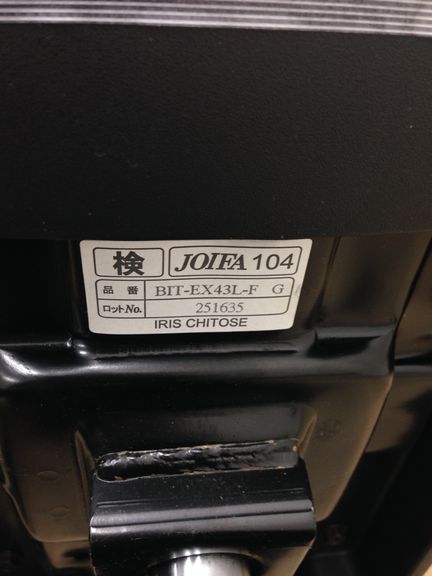 検 JOIFA 104
品番 BIT-EX43L-F G
ロットNo. 251635
IRIS CHITOSE